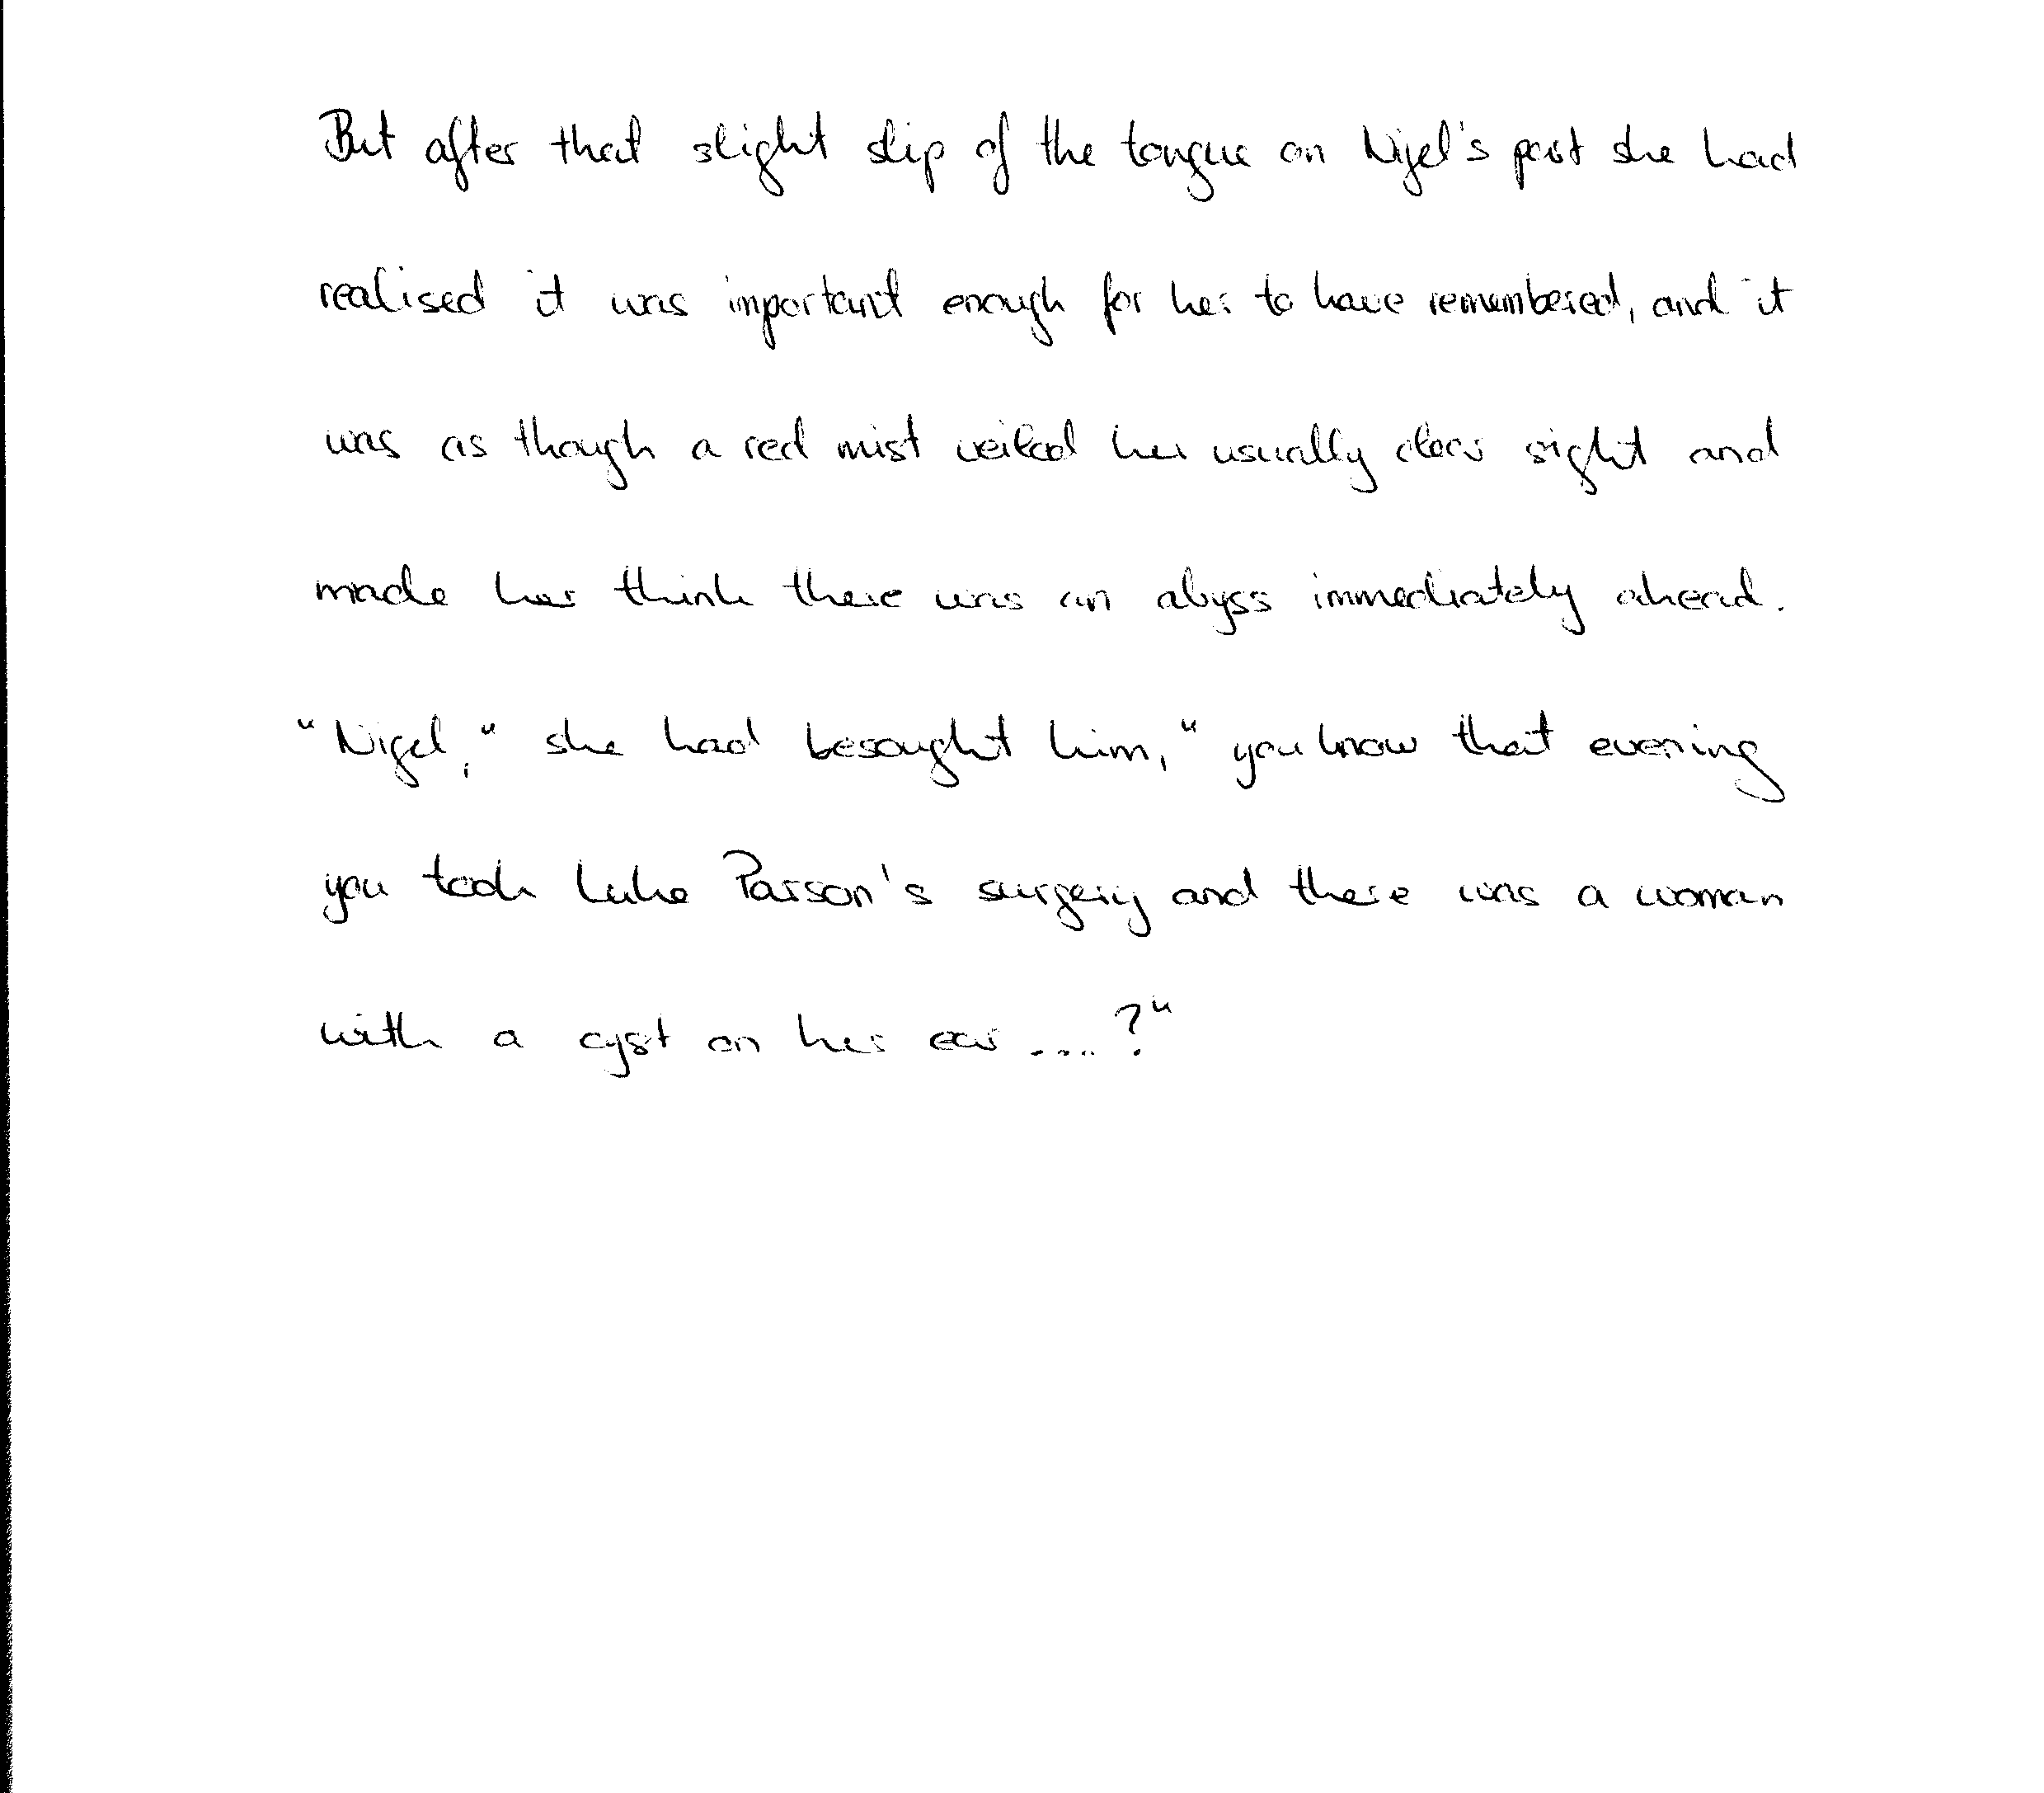 But after that slight slip of the tongue on Nigel's part she had
realised it was important enough for her to have remembered, and it
was as though a red mist veiled her usually clear sight and
made her think there was an abyss immediately ahead.
"Nigel," she had besought him, "you know that evening
you took Luke Parson's surgery and there was a woman
with a cyst on her ear ....?"